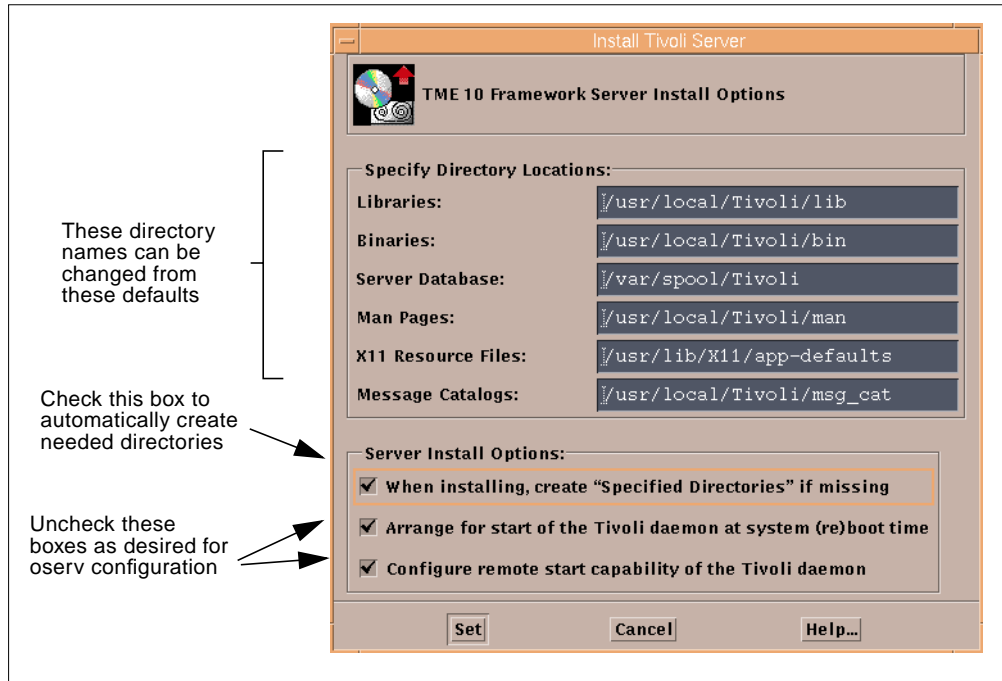 Install Tivoli Server
TME 10 Framework Server Install Options
These directory
names can be
changed from
these defaults
Specify Directory Locations:
Libraries: /usr/local/Tivoli/lib
Binaries: /usr/local/Tivoli/bin
Server Database: /var/spool/Tivoli
Man Pages: /usr/local/Tivoli/man
X11 Resource Files: /usr/lib/X11/app-defaults
Message Catalogs: /usr/local/Tivoli/msg_cat
Check this box to
automatically create
needed directories
Server Install Options:
When installing, create “Specified Directories” if missing
Uncheck these
boxes as desired for
oserv configuration
Arrange for start of the Tivoli daemon at system (re)boot time
Configure remote start capability of the Tivoli daemon
Set Cancel Help...